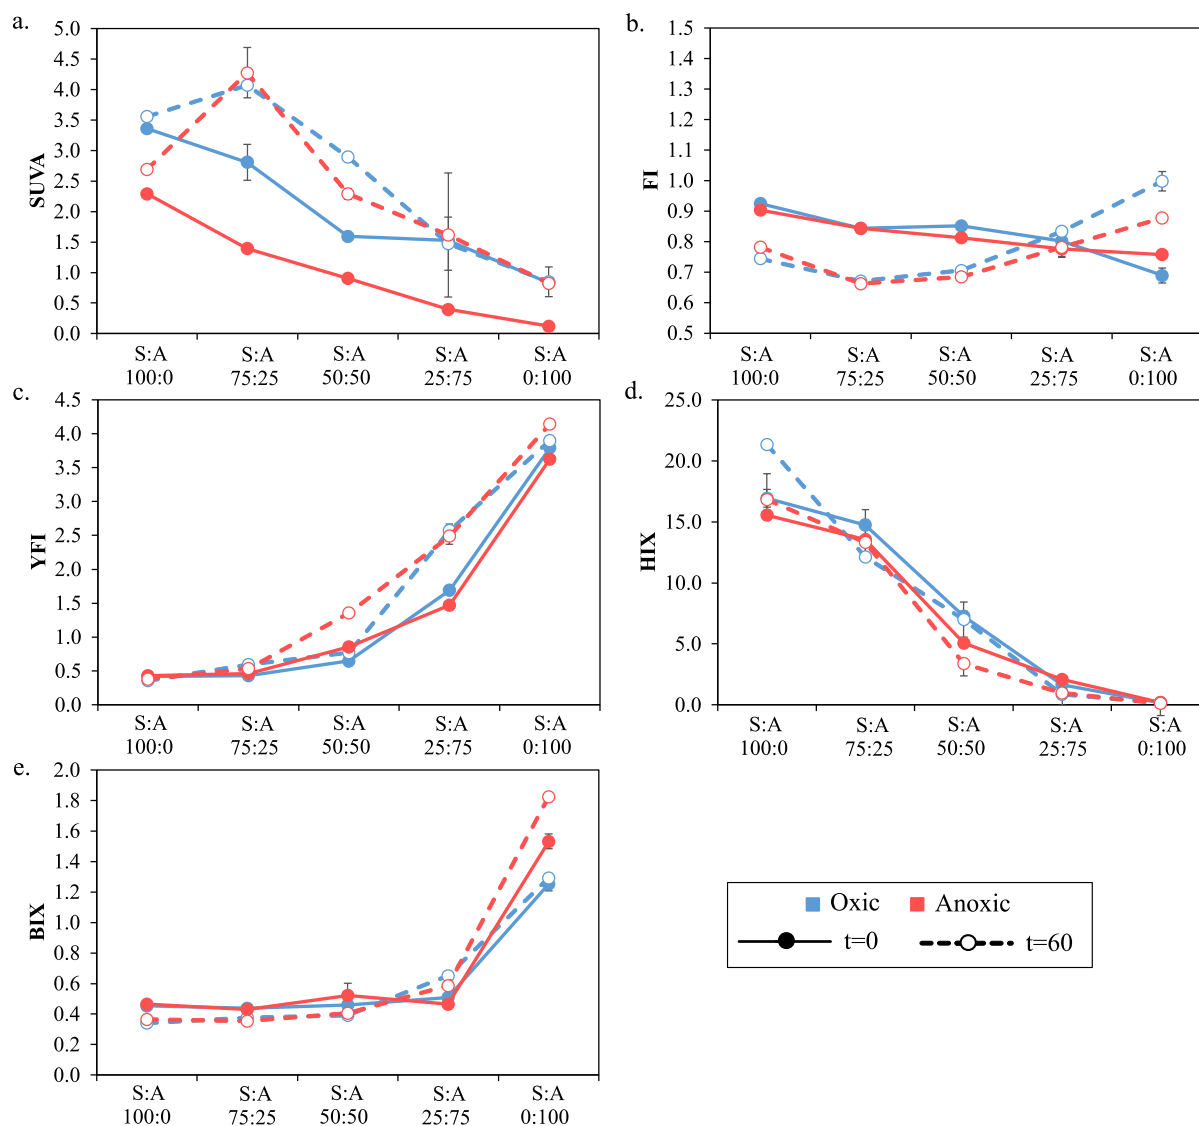 a.
SUVA
5.0
4.5
4.0
3.5
3.0
2.5
2.0
1.5
1.0
0.5
0.0
S:A S:A S:A S:A S:A
100:0 75:25 50:50 25:75 0:100
b.
FI
1.5
1.4
1.3
1.2
1.1
1.0
0.9
0.8
0.7
0.6
0.5
S:A S:A S:A S:A S:A
100:0 75:25 50:50 25:75 0:100
c.
YFI
4.5
4.0
3.5
3.0
2.5
2.0
1.5
1.0
0.5
0.0
S:A S:A S:A S:A S:A
100:0 75:25 50:50 25:75 0:100
d.
HIX
25.0
20.0
15.0
10.0
5.0
0.0
S:A S:A S:A S:A S:A
100:0 75:25 50:50 25:75 0:100
e.
BIX
2.0
1.8
1.6
1.4
1.2
1.0
0.8
0.6
0.4
0.2
0.0
S:A S:A S:A S:A S:A
100:0 75:25 50:50 25:75 0:100
Oxic Anoxic
t=0 t=60